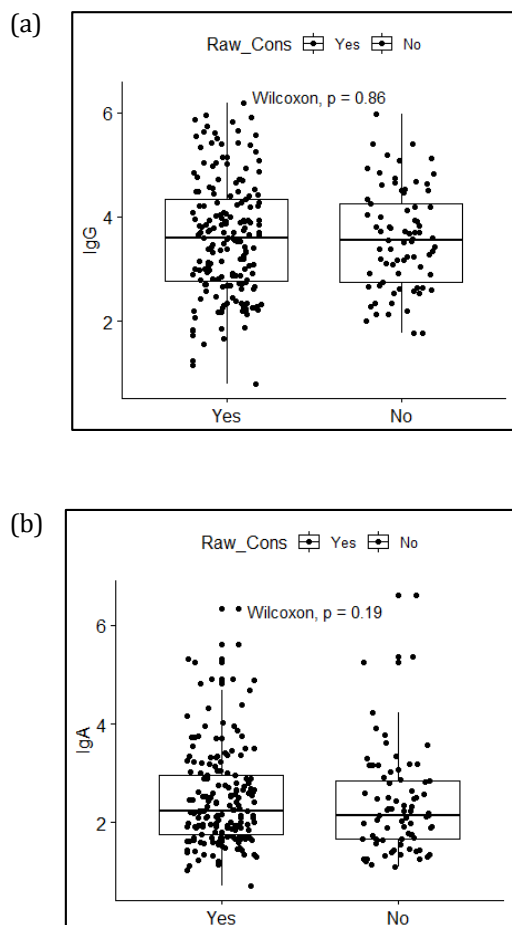 (a)
Raw_Cons Yes No
Wilcoxon, p = 0.86
6
4
2
IgG
Yes No
(b)
Raw_Cons Yes No
Wilcoxon, p = 0.19
6
4
2
IgA
Yes No